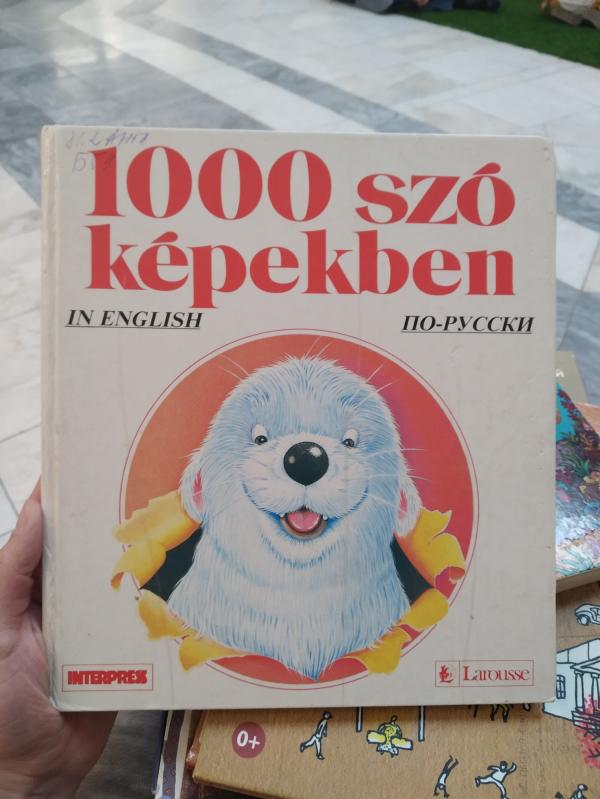 1000 szó
képekben
IN ENGLISH
ПО-РУССКИ
INTERPRESS
Larousse
0+